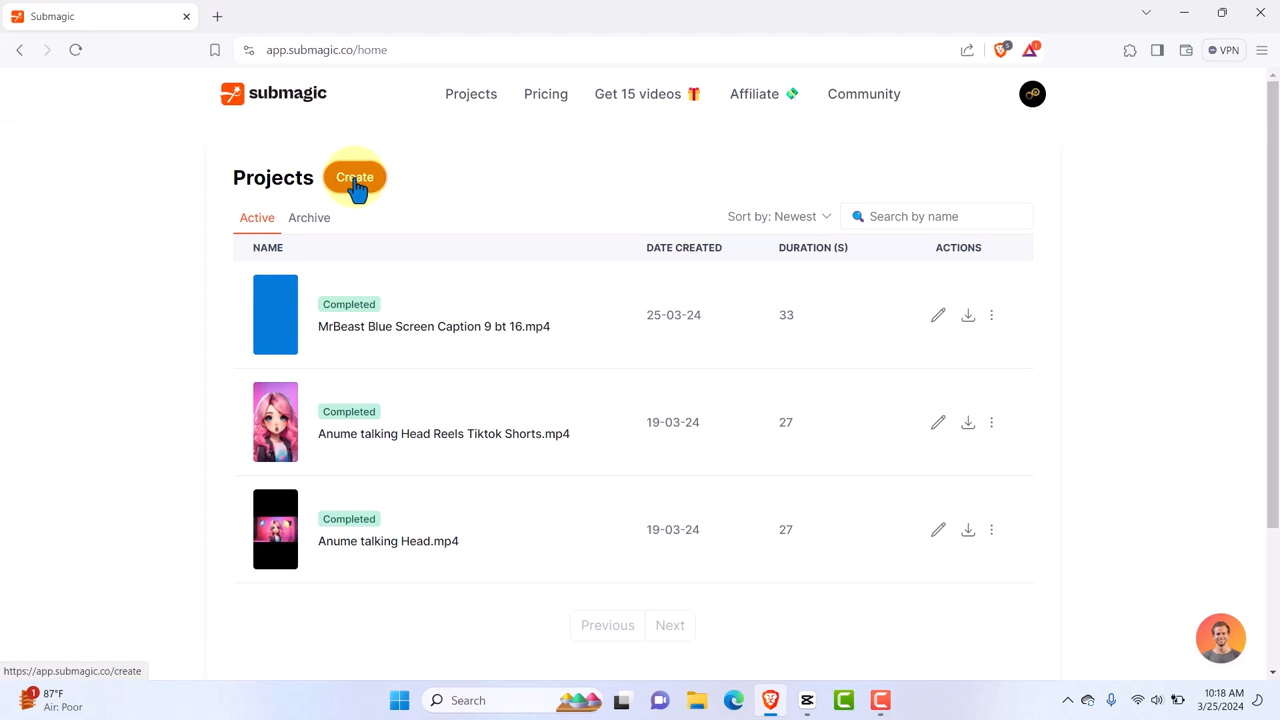 Submagic
app.submagic.co/home
5
1
VPN
submagic
Projects
Pricing
Get 15 videos 🎁
Affiliate 💸
Community
Projects
Create
Active
Archive
Sort by: Newest
🔍 Search by name
NAME
DATE CREATED
DURATION (S)
ACTIONS
Completed
MrBeast Blue Screen Caption 9 bt 16.mp4
25-03-24
33
Completed
Anume talking Head Reels Tiktok Shorts.mp4
19-03-24
27
Completed
Anume talking Head.mp4
19-03-24
27
Previous
Next
https://app.submagic.co/create
1
87°F
Air: Poor
Search
10:18 AM
3/25/2024